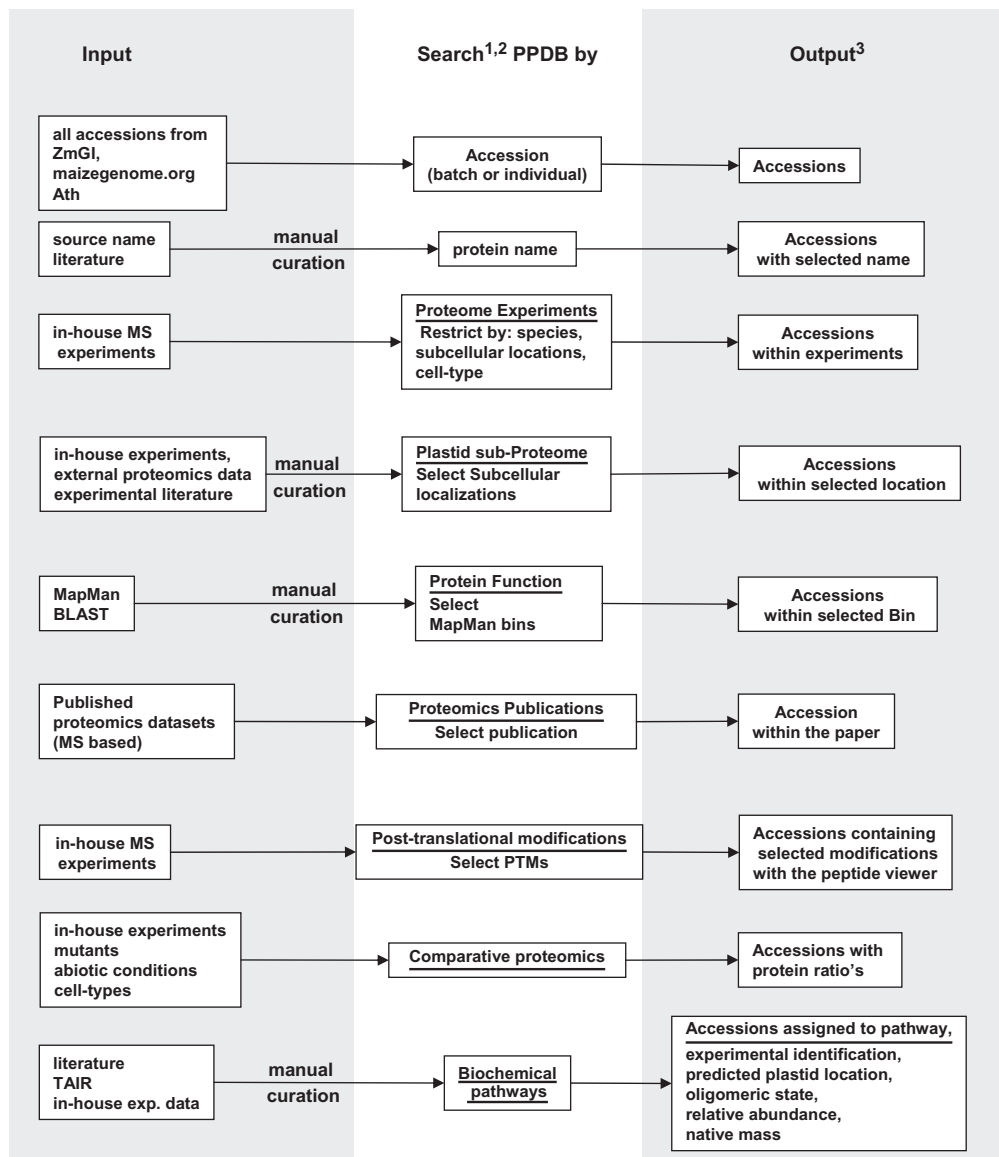 Input
Search1,2 PPDB by
Output3
all accessions from
ZmGI,
maizegenome.org
Ath
Accession
(batch or individual)
Accessions
source name
literature
manual
curation
protein name
Accessions
with selected name
in-house MS
experiments
Proteome Experiments
Restrict by: species,
subcellular locations,
cell-type
Accessions
within experiments
in-house experiments,
external proteomics data
experimental literature
manual
curation
Plastid sub-Proteome
Select Subcellular
localizations
Accessions
within selected location
MapMan
BLAST
manual
curation
Protein Function
Select
MapMan bins
Accessions
within selected Bin
Published
proteomics datasets
(MS based)
Proteomics Publications
Select publication
Accession
within the paper
in-house MS
experiments
Post-translational modifications
Select PTMs
Accessions containing
selected modifications
with the peptide viewer
in-house experiments
mutants
abiotic conditions
cell-types
Comparative proteomics
Accessions with
protein ratio's
literature
TAIR
in-house exp. data
manual
curation
Biochemical
pathways
Accessions assigned to pathway,
experimental identification,
predicted plastid location,
oligomeric state,
relative abundance,
native mass